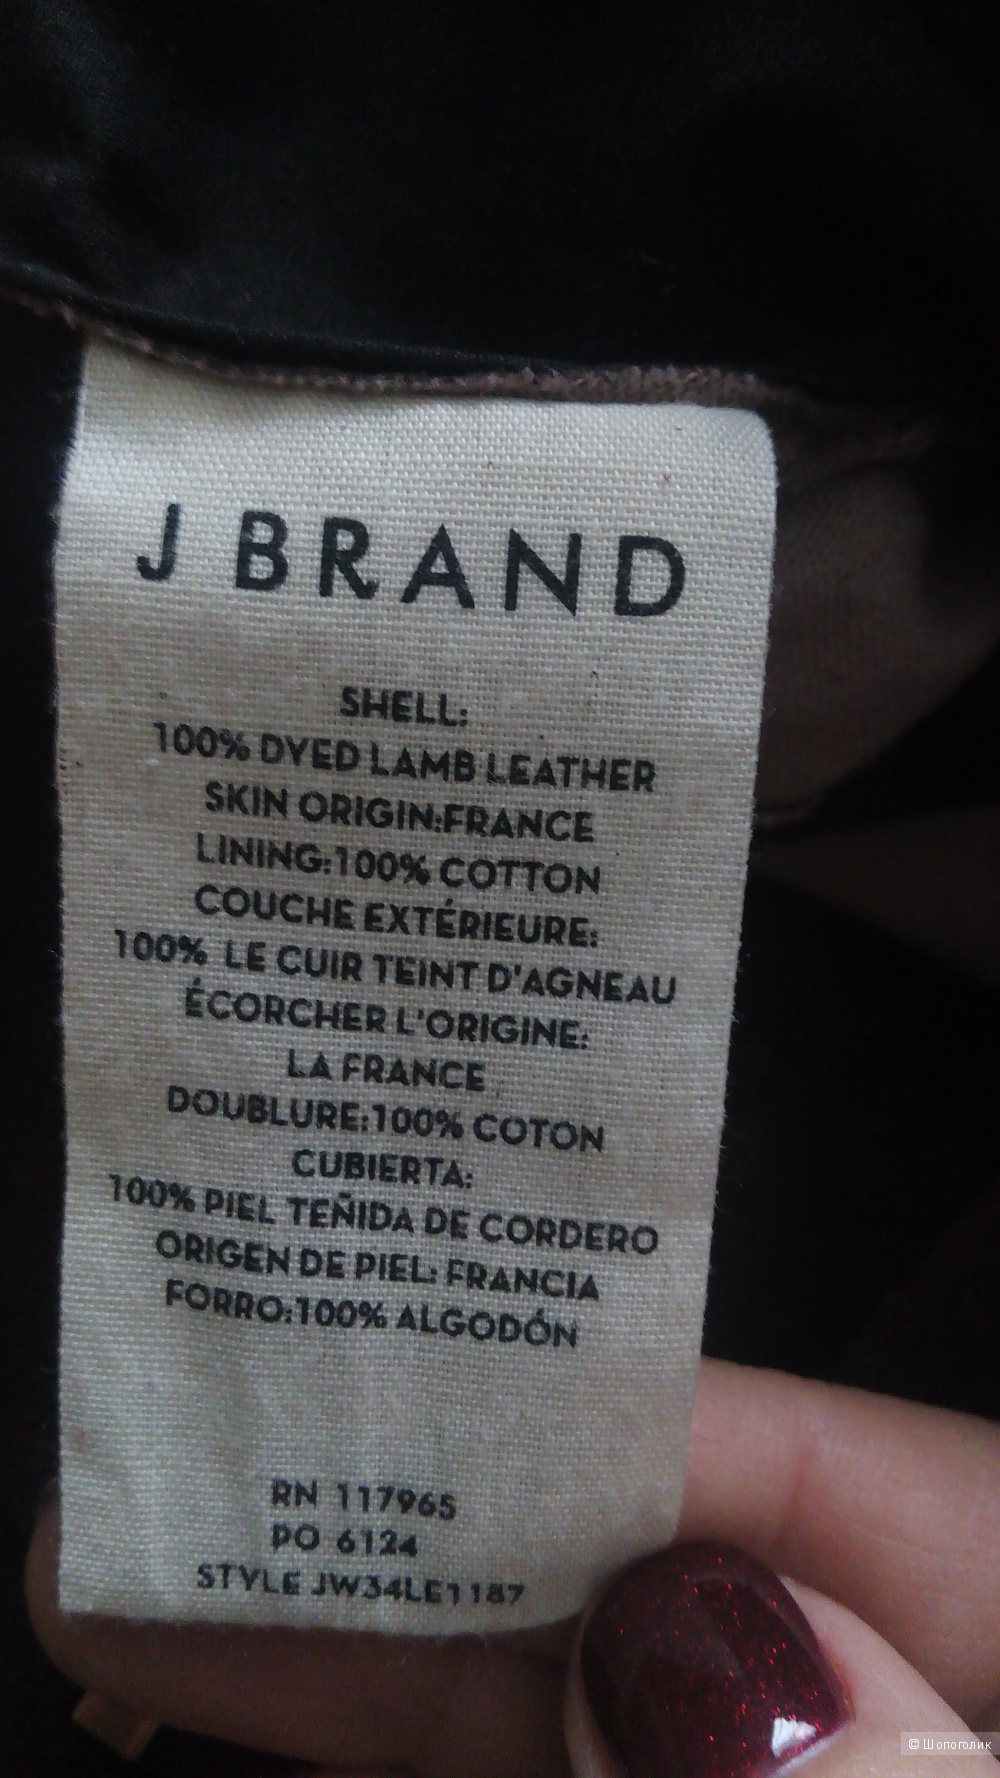 J BRAND
SHELL:
100% DYED LAMB LEATHER
SKIN ORIGIN:FRANCE
LINING:100% COTTON
COUCHE EXTÉRIEURE:
100% LE CUIR TEINT D'AGNEAU
ÉCORCHER L'ORIGINE:
LA FRANCE
DOUBLURE:100% COTON
CUBIERTA:
100% PIEL TEÑIDA DE CORDERO
ORIGEN DE PIEL: FRANCIA
FORRO:100% ALGODÓN
RN 117965
PO 6124
STYLE JW34LE1187
© Шопоголик